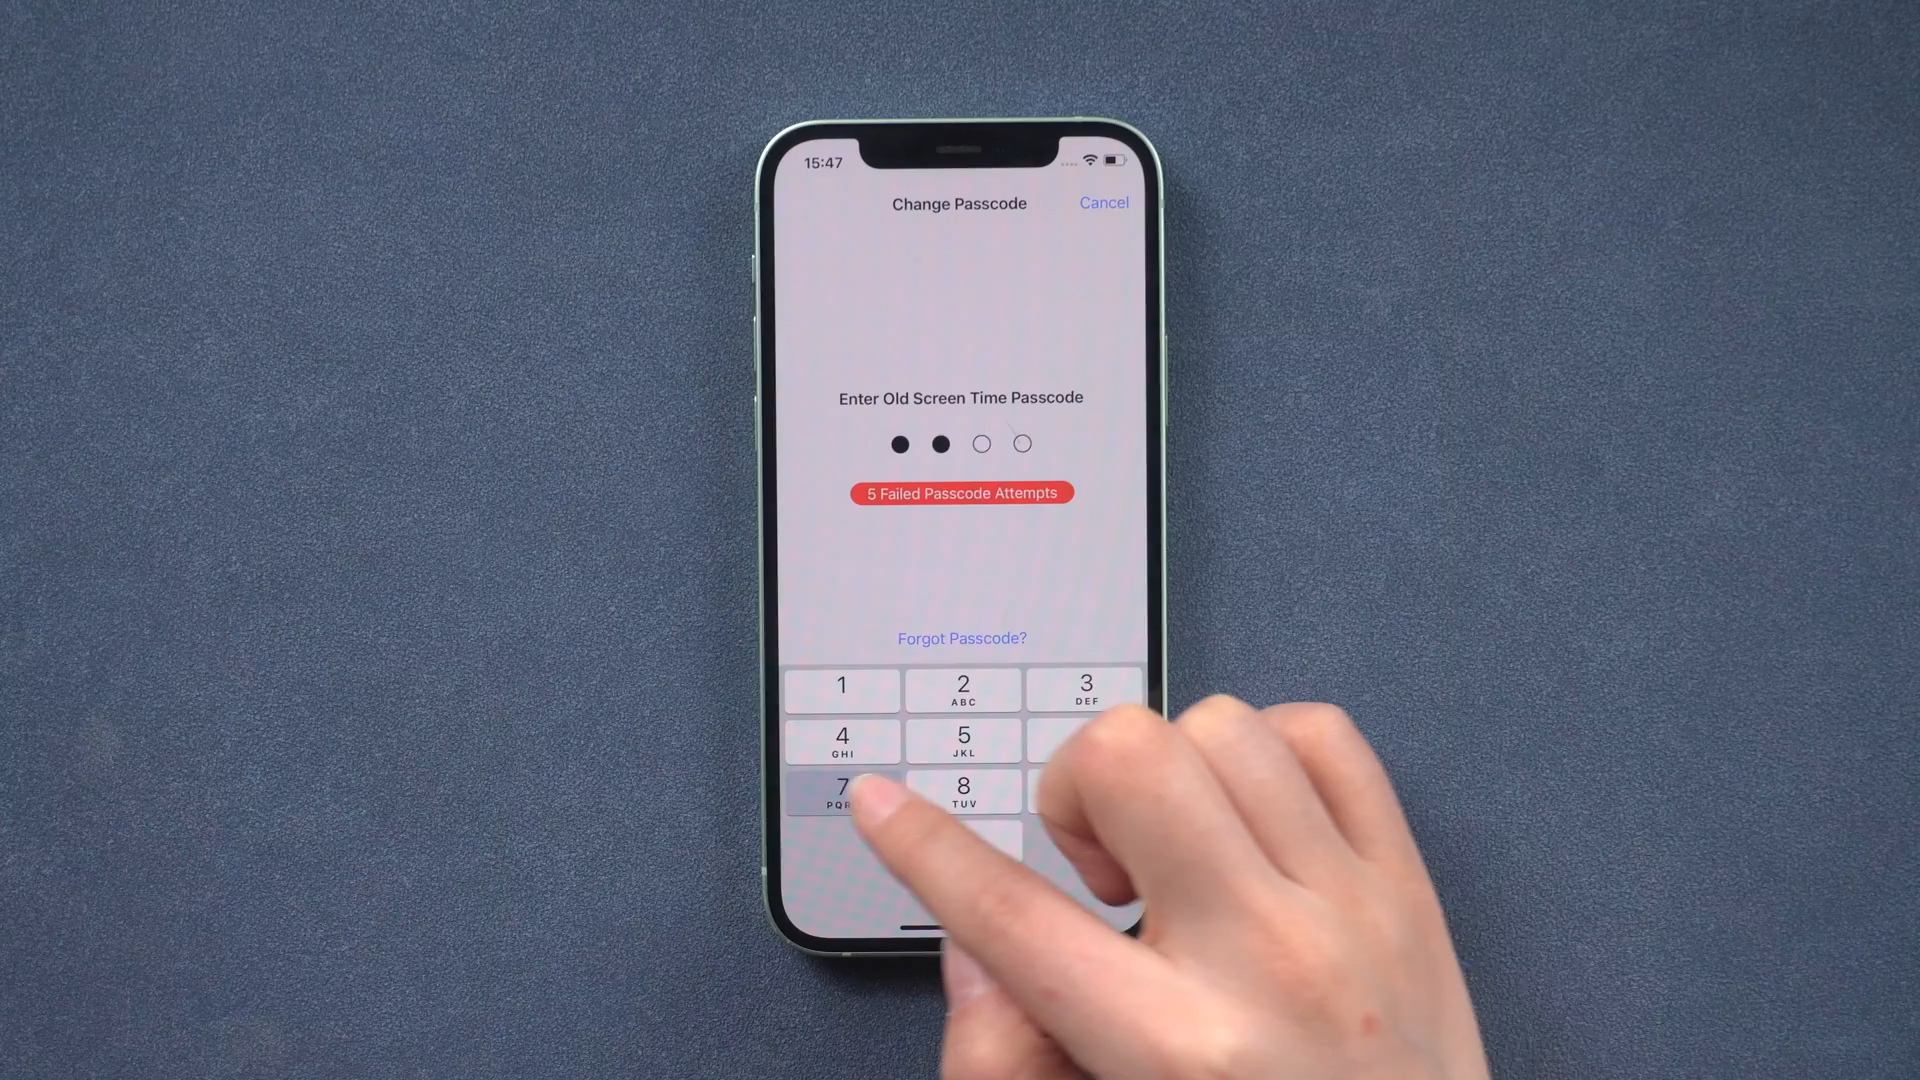 15:47
Change Passcode
Cancel
Enter Old Screen Time Passcode
5 Failed Passcode Attempts
Forgot Passcode?
1
2
3
ABC
DEF
4
5
GHI
JKL
7
8
PQR
TUV